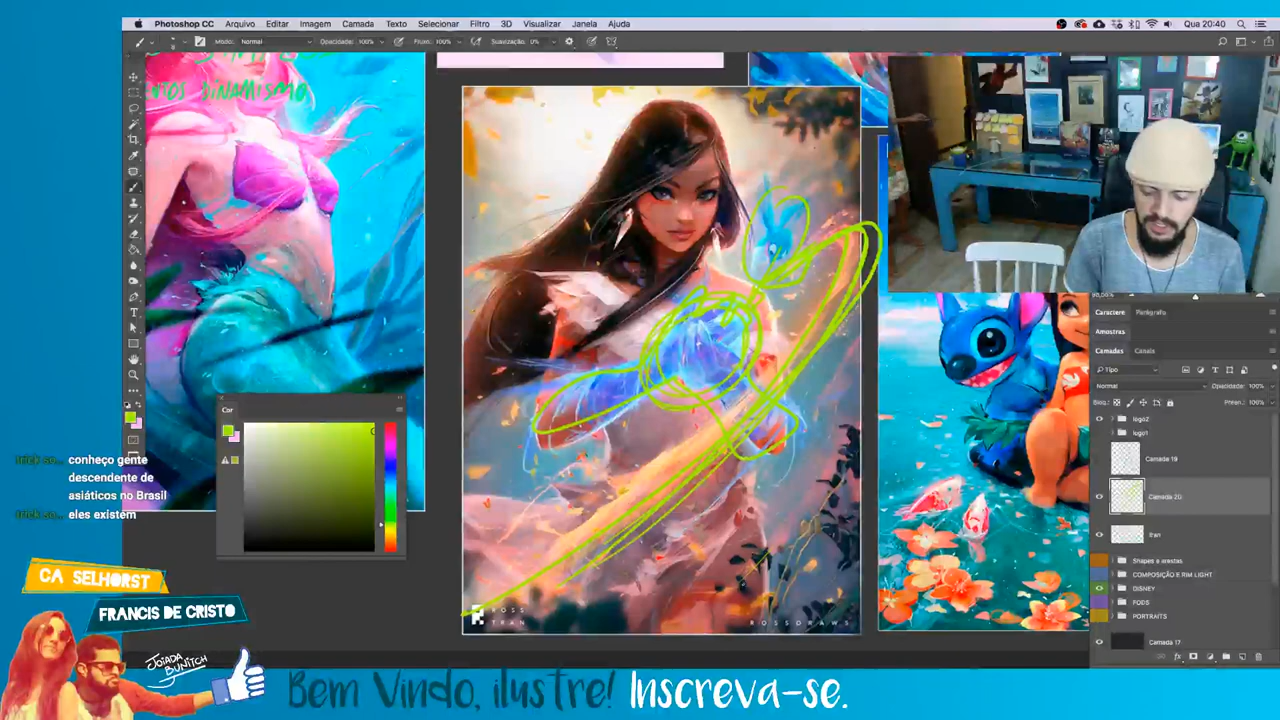 Photoshop CC Arquivo Editar Imagem Camada Texto Selecionar Filtro 3D Visualizar Janela Ajuda
Qua 20:40
Modo: Normal Opacidade: 100% Fluxo: 100% Suavização: 0%
DINAMISMO
Cor
conheço gente
descendente de
asiáticos no Brasil
eles existem
CA SELHORST
FRANCIS DE CRISTO
JOIADA
BUNITCH
Bem Vindo, ilustre! Inscreva-se.
ROSS
TRAN
ROSSDRAWS
Caractere Parágrafo
Amostras
Camadas Canais
Tipo
Normal Opacidade: 100%
100%
logo2
logo1
Camada 19
Camada 20
tran
Shapes e arestas
COMPOSIÇÃO E RIM LIGHT
DISNEY
PORTRAITS
Camada 17